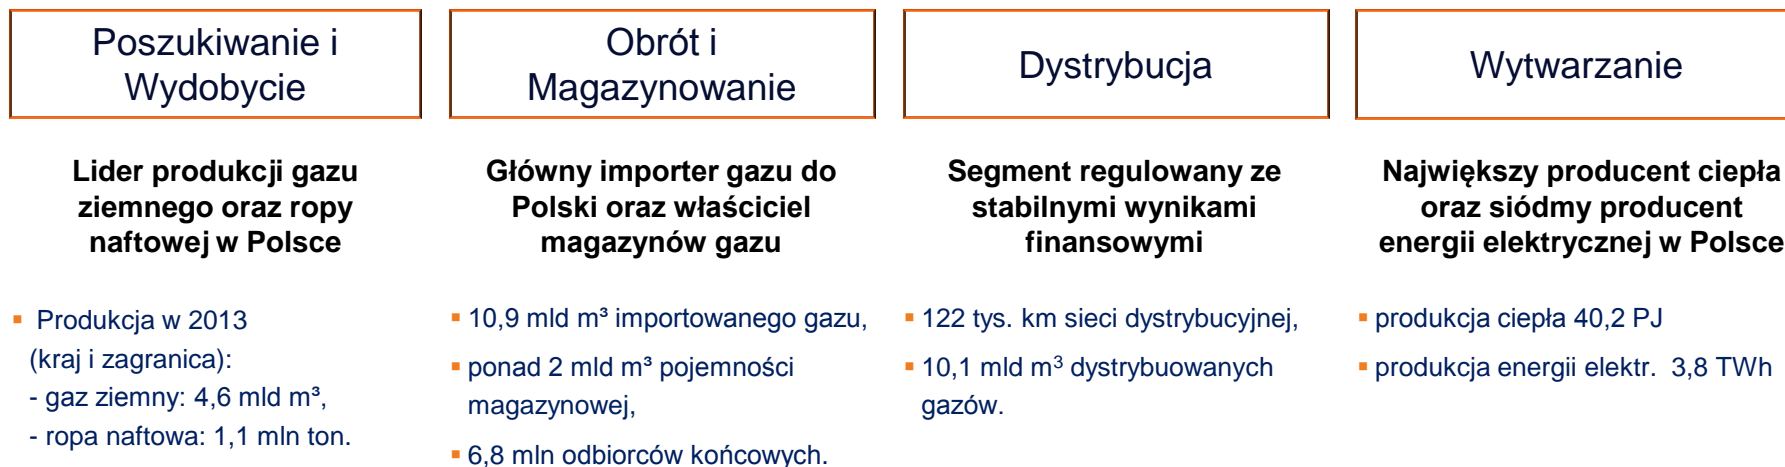 Poszukiwanie i
Wydobycie
Lider produkcji gazu
ziemnego oraz ropy
naftowej w Polsce
▪ Produkcja w 2013
(kraj i zagranica):
- gaz ziemny: 4,6 mld m³,
- ropa naftowa: 1,1 mln ton.
Obrót i
Magazynowanie
Główny importer gazu do
Polski oraz właściciel
magazynów gazu
▪ 10,9 mld m³ importowanego gazu,
▪ ponad 2 mld m³ pojemności
magazynowej,
▪ 6,8 mln odbiorców końcowych.
Dystrybucja
Segment regulowany ze
stabilnymi wynikami
finansowymi
▪ 122 tys. km sieci dystrybucyjnej,
▪ 10,1 mld m³ dystrybuowanych
gazów.
Wytwarzanie
Największy producent ciepła
oraz siódmy producent
energii elektrycznej w Polsce
▪ produkcja ciepła 40,2 PJ
▪ produkcja energii elektr. 3,8 TWh